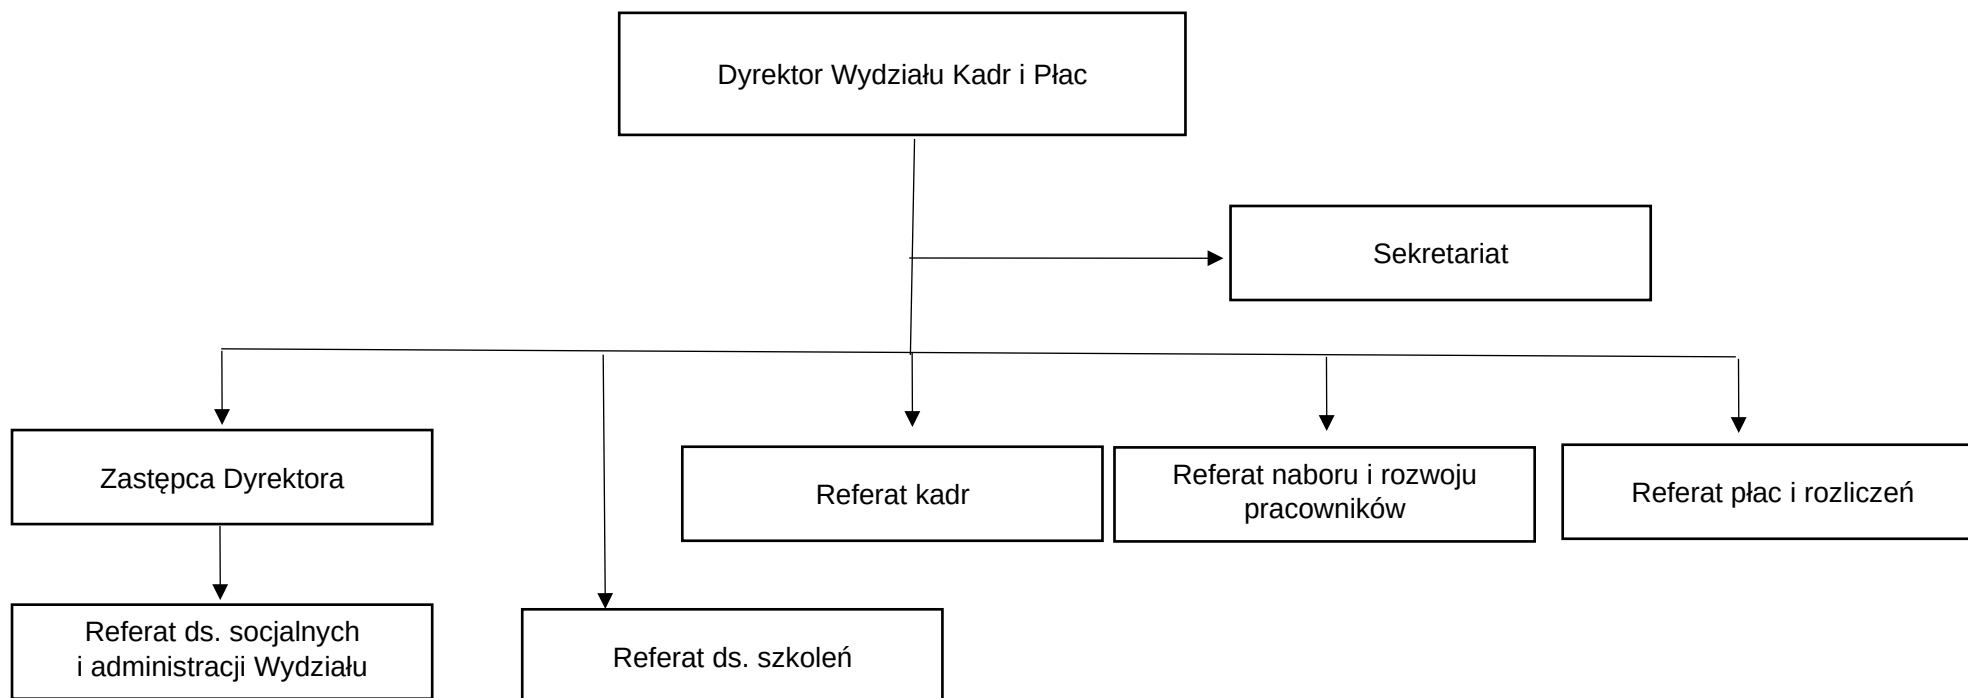 Dyrektor Wydziału Kadr i Płac
Sekretariat
Zastępca Dyrektora
Referat kadr
Referat naboru i rozwoju
pracowników
Referat płac i rozliczeń
Referat ds. socjalnych
i administracji Wydziału
Referat ds. szkoleń